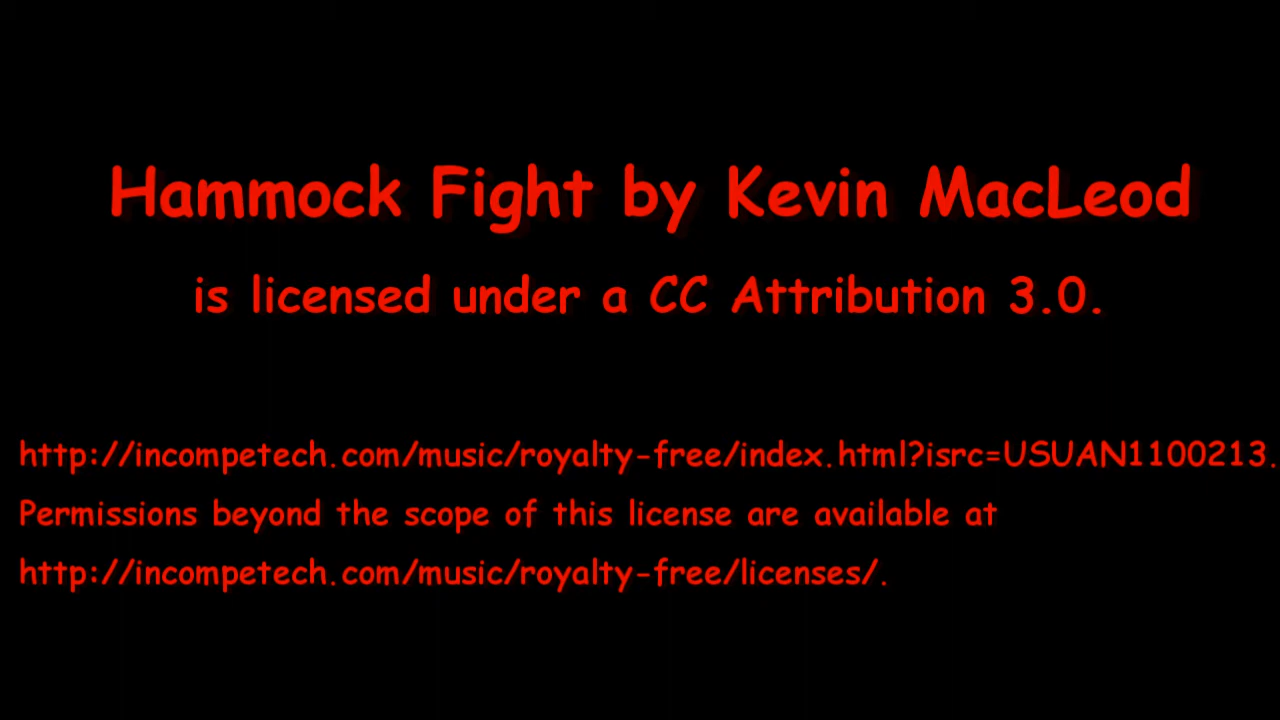 Hammock Fight by Kevin MacLeod
is licensed under a CC Attribution 3.0.
http://incompetech.com/music/royalty-free/index.html?isrc=USUAN1100213.
Permissions beyond the scope of this license are available at
http://incompetech.com/music/royalty-free/licenses/.